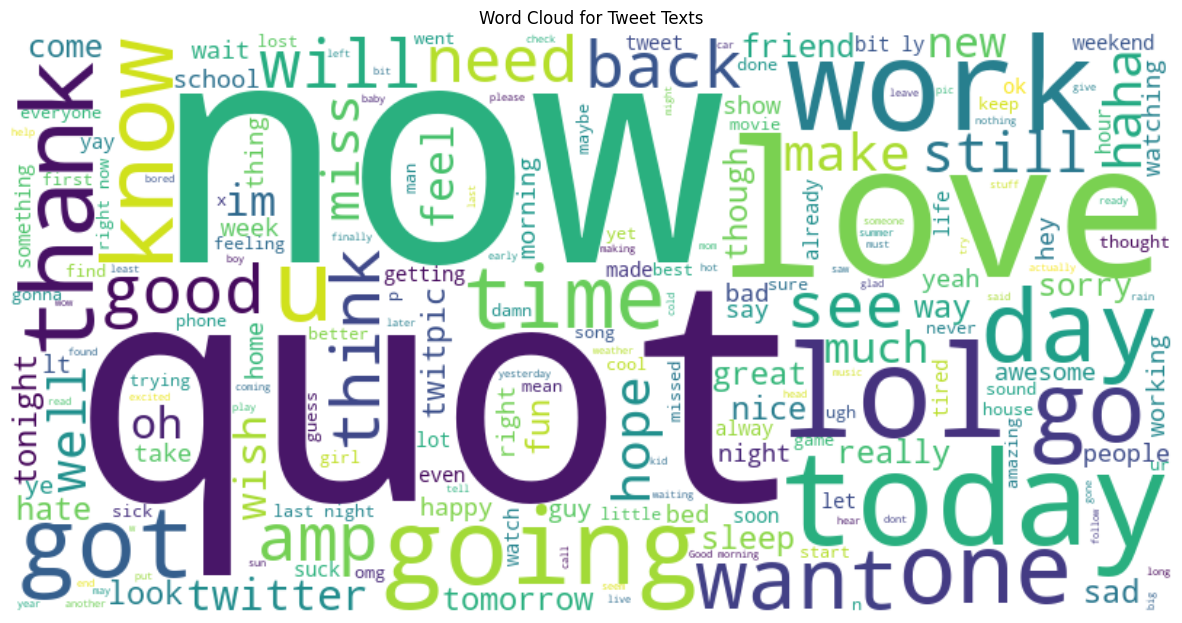 Word Cloud for Tweet Texts
come
wait
lost
will
went
need
check
back
tweet
car
friend
bit ly
new
weekend
school
left
bit
done
work
ok
keep
give
haha
thank
know
everyone
yay
help
first
something
right now
bored
baby
thing
miss
please
now
maybe
might
show
movie
leave
pic
nothing
hour
watching
make
still
though
love
already
life
stuff
ready
hey
thought
man
feel
last
morning
x
im
week
feeling
finally
boy
early
yet
making
mom
someone
summer
must
try
actually
find
gonna
least
wow
good
u
think
getting
time
made
best
hot
cold
sure
saw
glad
yeah
sorry
said
rain
bad
say
see
way
never
day
phone
better
p
later
damn
song
twitpic
home
lt
found
tonight
well
read
trying
excited
oh
take
coming
play
wish
quot
guess
girl
yesterday
mean
right
fun
weather
cool
missed
hope
great
nice
much
music
lol
tired
awesome
sound
house
go
working
lot
even
tell
kid
waiting
alway
night
head
ugh
game
really
people
amazing
ur
ye
hate
sick
last night
happy
watch
guy
little
bed
soon
let
hear
dont
today
gone
follow
got
amp
suck
sun
omg
going
call
sleep
Good morning
start
want
one
sad
long
big
year
end
another
may
put
look
twitter
tomorrow
seem
live
n